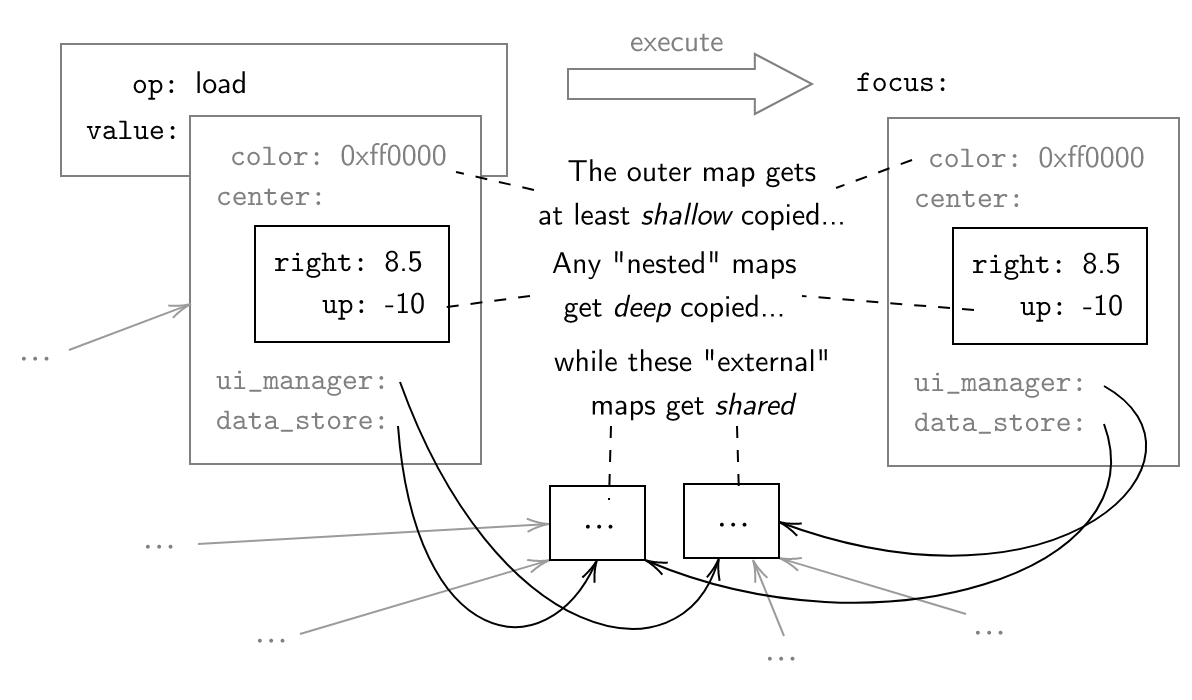 execute
op: load
value:
focus:
color: 0xff0000
center:
right: 8.5
up: -10
ui_manager:
data_store:
The outer map gets
at least shallow copied...
Any "nested" maps
get deep copied...
while these "external"
maps get shared
color: 0xff0000
center:
right: 8.5
up: -10
ui_manager:
data_store:
...
...
...
...
...
...
...